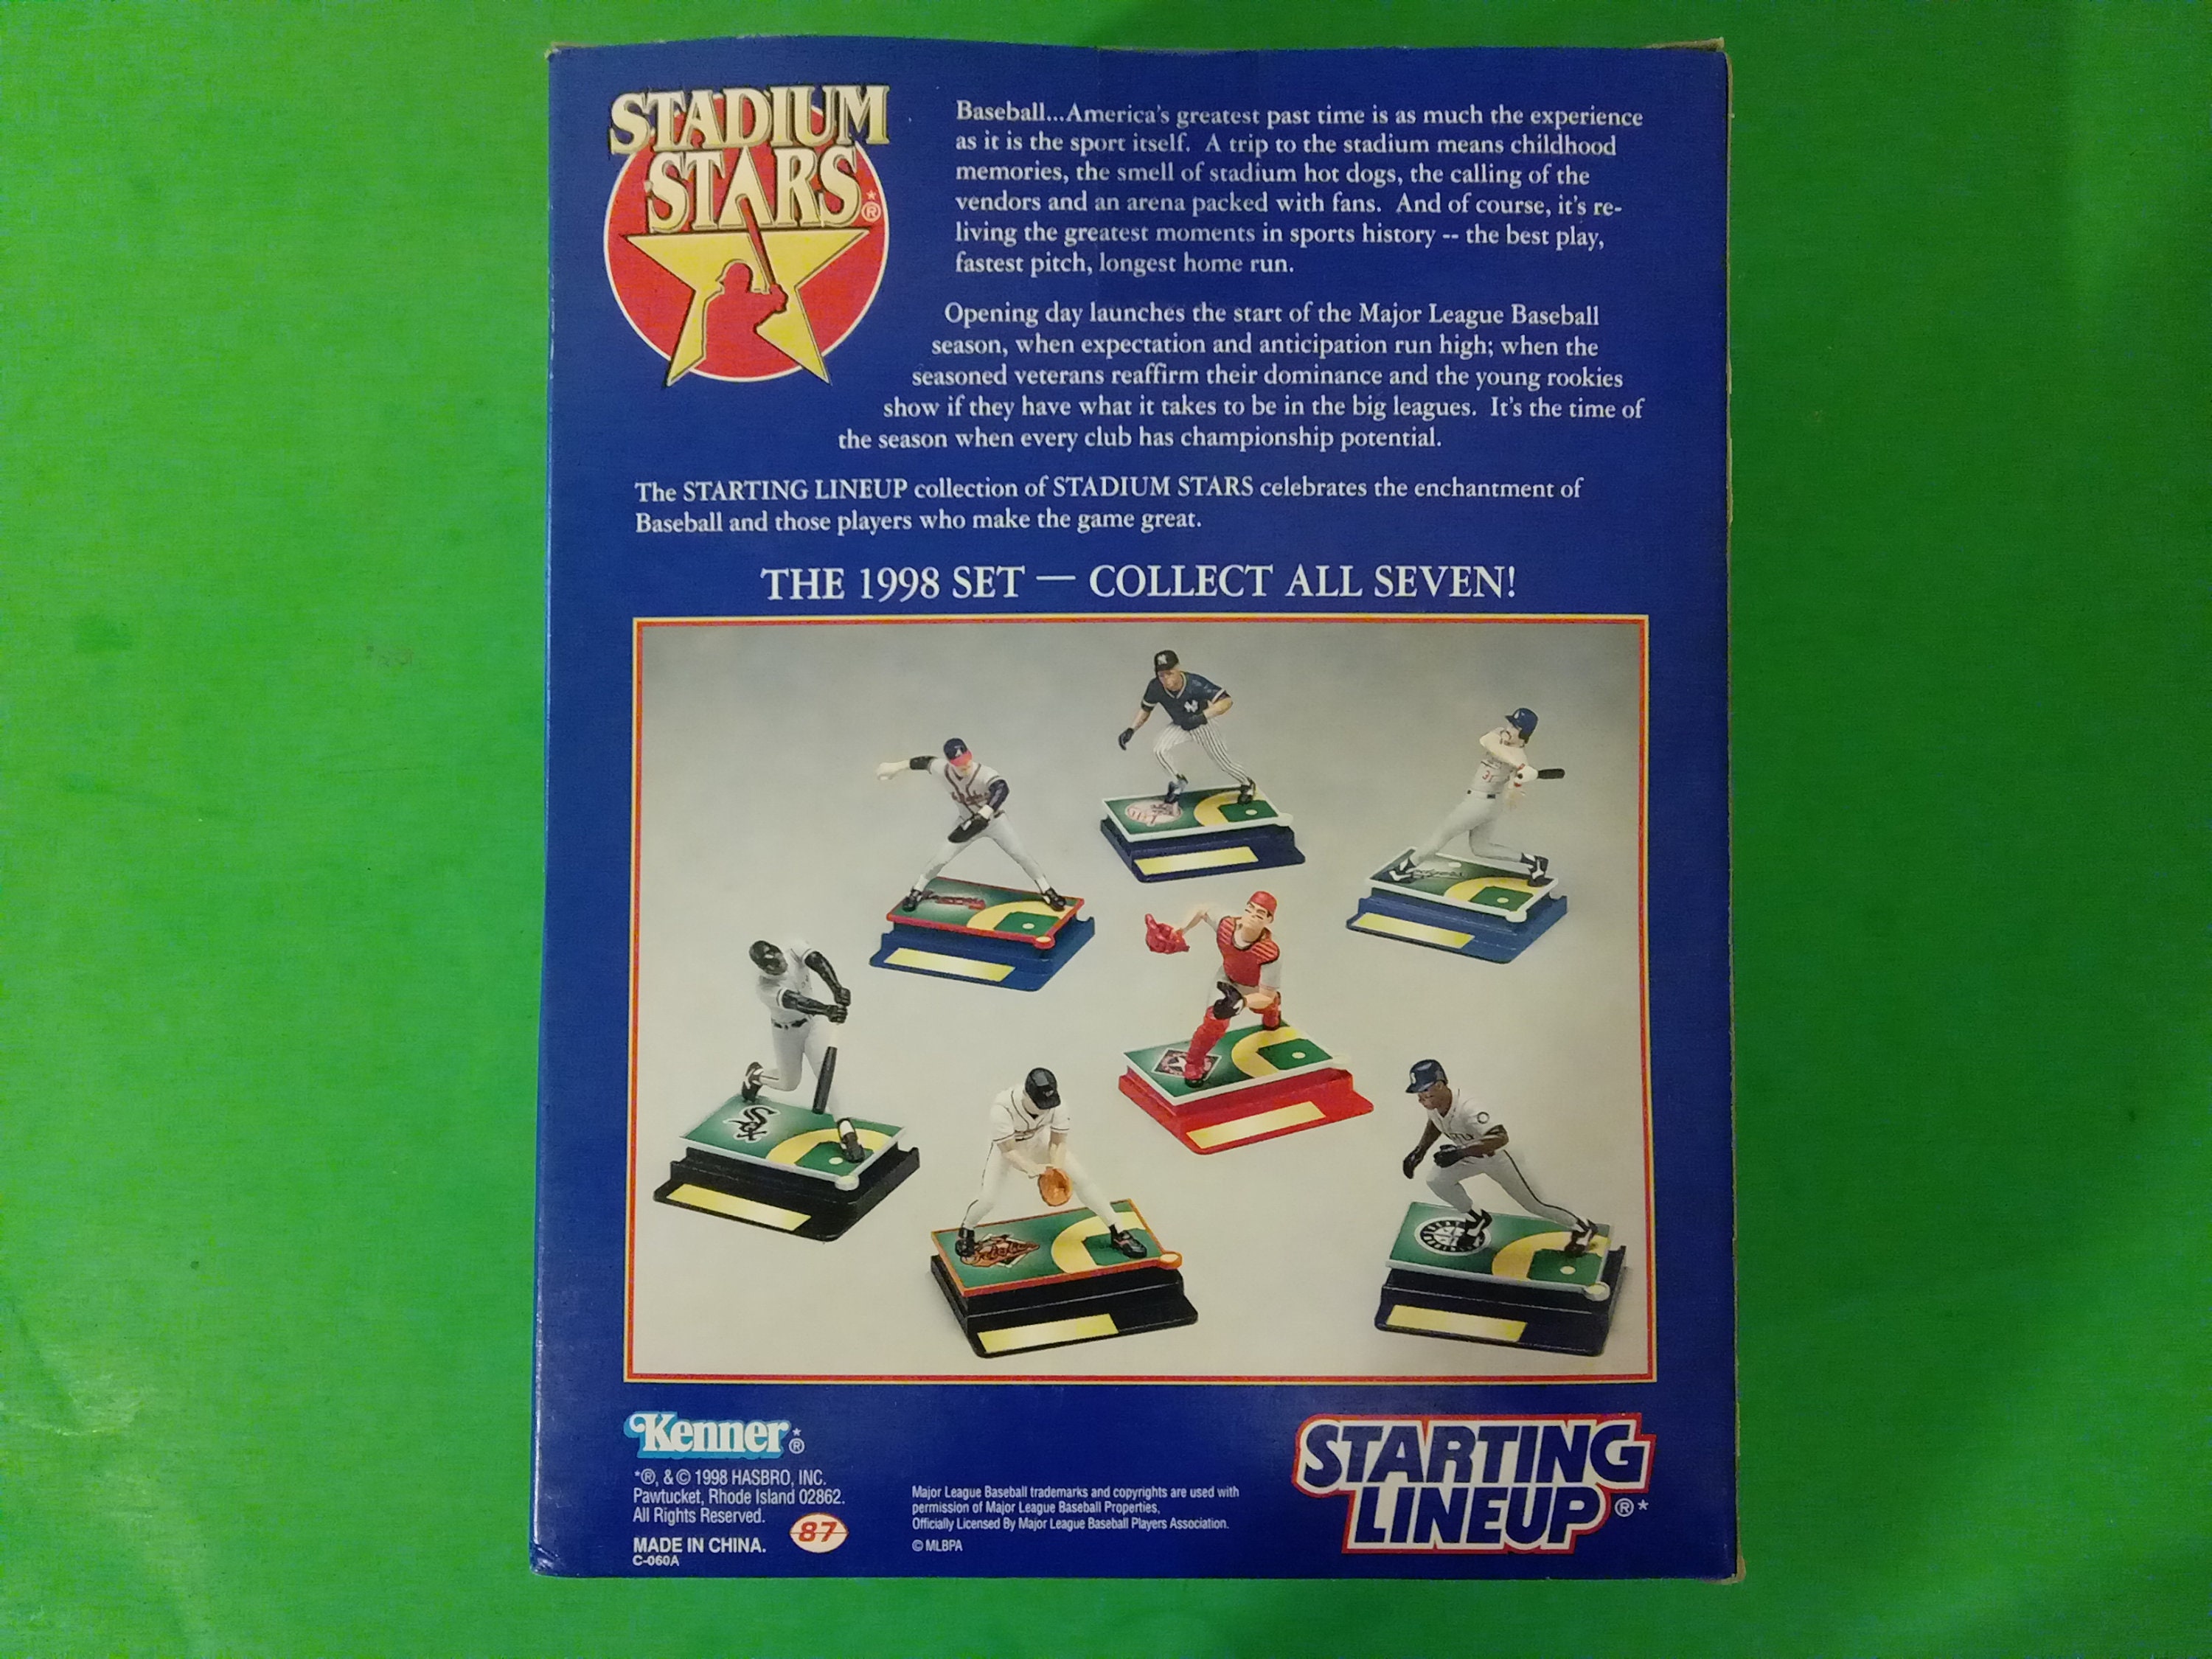 STADIUM
STARS*®
Baseball...America's greatest past time is as much the experience
as it is the sport itself. A trip to the stadium means childhood
memories, the smell of stadium hot dogs, the calling of the
vendors and an arena packed with fans. And of course, it's re-
living the greatest moments in sports history -- the best play,
fastest pitch, longest home run.
Opening day launches the start of the Major League Baseball
season, when expectation and anticipation run high; when the
seasoned veterans reaffirm their dominance and the young rookies
show if they have what it takes to be in the big leagues. It's the time of
the season when every club has championship potential.
The STARTING LINEUP collection of STADIUM STARS celebrates the enchantment of
Baseball and those players who make the game great.
THE 1998 SET — COLLECT ALL SEVEN!
31
Sox
Kenner*®
*®, & © 1998 HASBRO, INC.
Pawtucket, Rhode Island 02862.
All Rights Reserved.
MADE IN CHINA.
C-060A
87
Major League Baseball trademarks and copyrights are used with
permission of Major League Baseball Properties,
Officially Licensed By Major League Baseball Players Association.
© MLBPA
STARTING
LINEUP®*